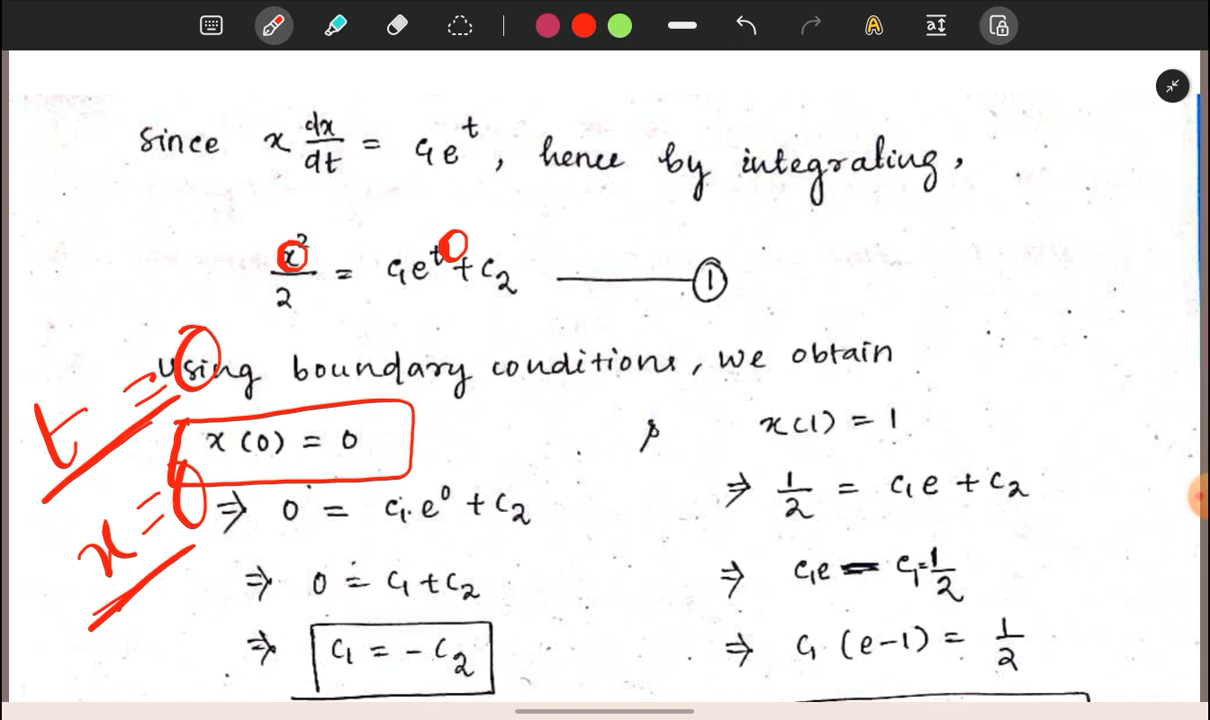 Since x dx/dt = c₁e^t, hence by integrating,
x²/2 = c₁e^t + c₂ ——— ①
Using boundary conditions, we obtain
t = 0
x(0) = 0
x(1) = 1
x = 0
⇒ 0 = c₁·e⁰ + c₂
⇒ 1/2 = c₁e + c₂
⇒ 0 = c₁ + c₂
⇒ c₁e − c₁ = 1/2
⇒ c₁ = −c₂
⇒ c₁(e−1) = 1/2